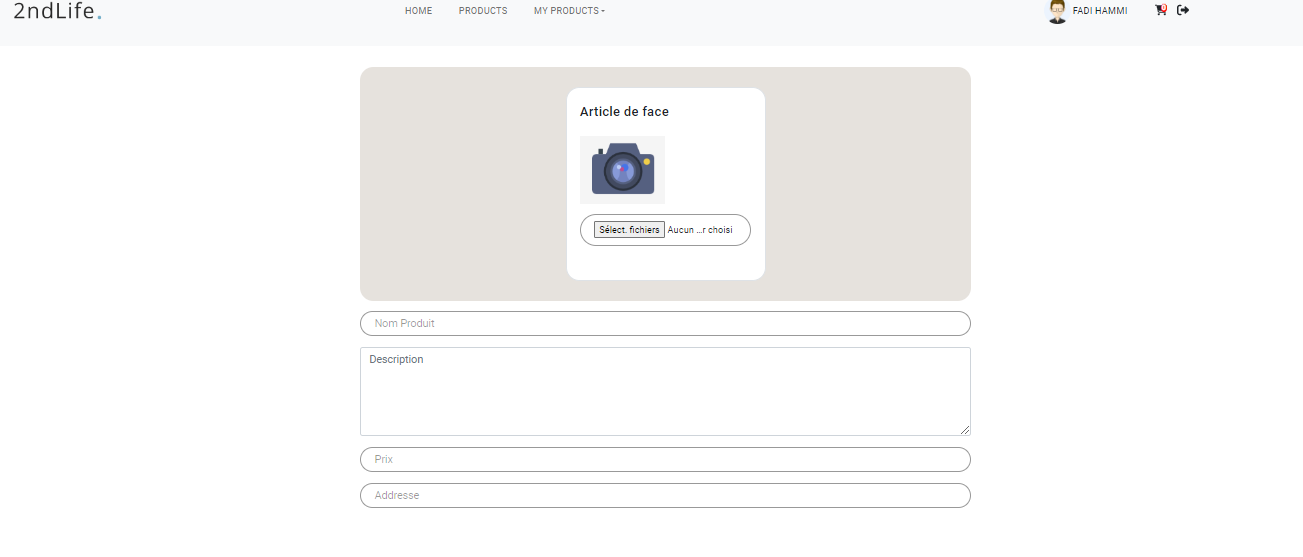 2ndLife.
HOME PRODUCTS MY PRODUCTS
FADI HAMMI
0
Article de face
Sélect. fichiers Aucun ...r choisi
Nom Produit
Description
Prix
Addresse